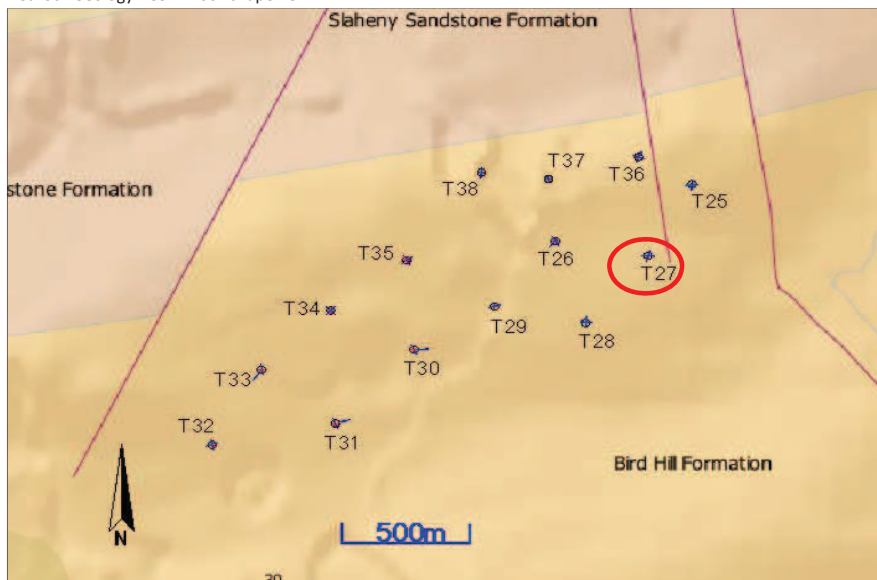 Slaheny Sandstone Formation
T37
T36
T38
T25
stone Formation
T26
T35
T27
T34
T29
T28
T30
T33
T32
T31
Bird Hill Formation
500m
N